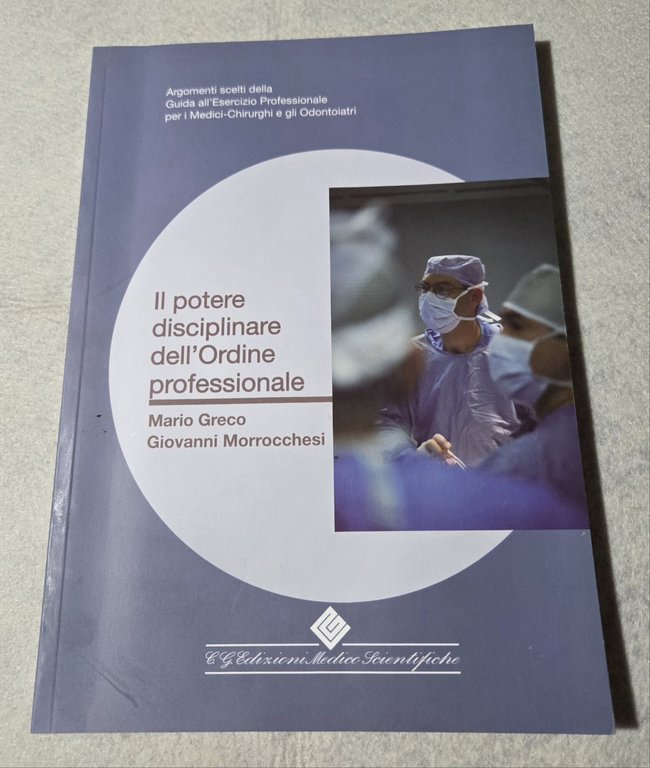 Argomenti scelti della
Guida all'Esercizio Professionale
per i Medici-Chirurghi e gli Odontoiatri
Il potere
disciplinare
dell'Ordine
professionale
Mario Greco
Giovanni Morrocchesi
C.G. Edizioni Medico Scientifiche